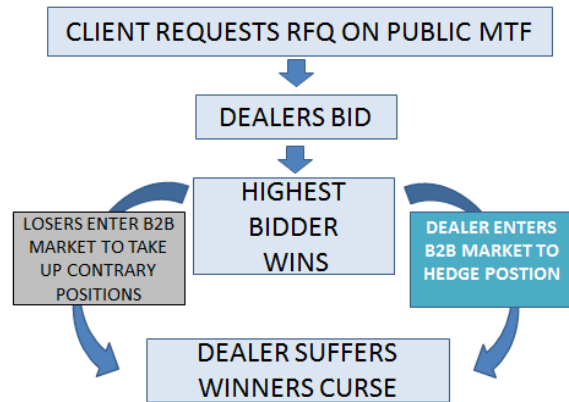 CLIENT REQUESTS RFQ ON PUBLIC MTF
DEALERS BID
HIGHEST
BIDDER
WINS
LOSERS ENTER B2B
MARKET TO TAKE
UP CONTRARY
POSITIONS
DEALER ENTERS
B2B MARKET TO
HEDGE POSTION
DEALER SUFFERS
WINNERS CURSE